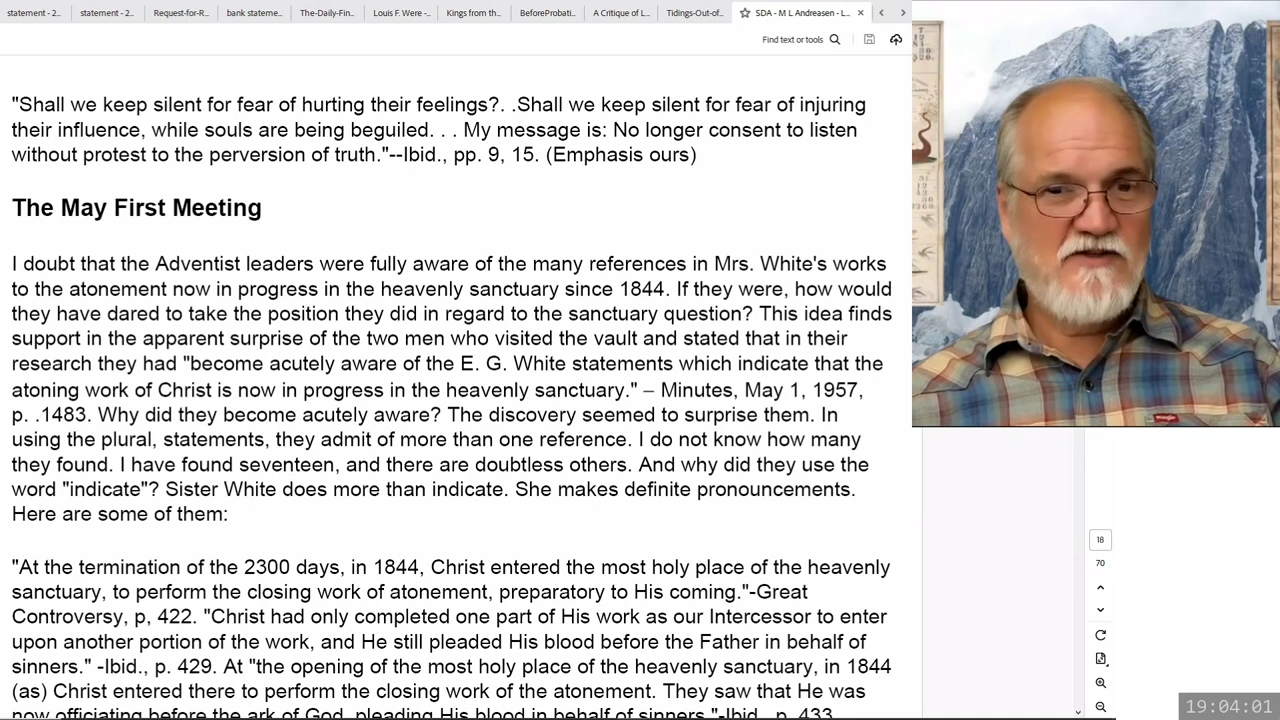 statement - 2...
statement - 2...
Request-for-R...
bank stateme...
The-Daily-Fin...
Louis F. Were -...
Kings from th...
BeforeProbati...
A Critique of L...
Tidings-Out-of...
SDA - M L Andreasen - L...
Find text or tools
"Shall we keep silent for fear of hurting their feelings?. .Shall we keep silent for fear of injuring
their influence, while souls are being beguiled. . . My message is: No longer consent to listen
without protest to the perversion of truth."--Ibid., pp. 9, 15. (Emphasis ours)
The May First Meeting
I doubt that the Adventist leaders were fully aware of the many references in Mrs. White's works
to the atonement now in progress in the heavenly sanctuary since 1844. If they were, how would
they have dared to take the position they did in regard to the sanctuary question? This idea finds
support in the apparent surprise of the two men who visited the vault and stated that in their
research they had "become acutely aware of the E. G. White statements which indicate that the
atoning work of Christ is now in progress in the heavenly sanctuary." – Minutes, May 1, 1957,
p. .1483. Why did they become acutely aware? The discovery seemed to surprise them. In
using the plural, statements, they admit of more than one reference. I do not know how many
they found. I have found seventeen, and there are doubtless others. And why did they use the
word "indicate"? Sister White does more than indicate. She makes definite pronouncements.
Here are some of them:
"At the termination of the 2300 days, in 1844, Christ entered the most holy place of the heavenly
sanctuary, to perform the closing work of atonement, preparatory to His coming."-Great
Controversy, p, 422. "Christ had only completed one part of His work as our Intercessor to enter
upon another portion of the work, and He still pleaded His blood before the Father in behalf of
sinners." -Ibid., p. 429. At "the opening of the most holy place of the heavenly sanctuary, in 1844
(as) Christ entered there to perform the closing work of the atonement. They saw that He was
now officiating before the ark of God, pleading His blood in behalf of sinners."-Ibid., p. 433.
18
70
19:04:01